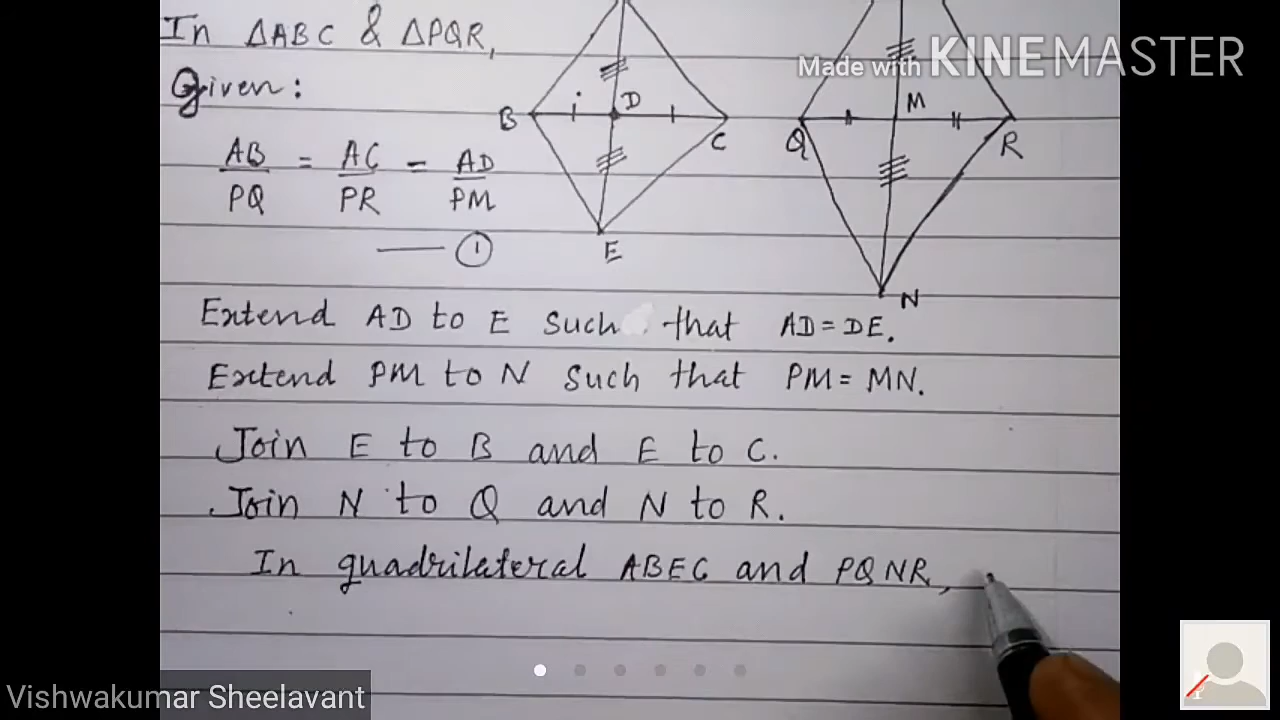 In ΔABC & ΔPQR,
Made with KINEMASTER
Given:
B D C
Q M R
AB/PQ = AC/PR = AD/PM
①
E
N
Extend AD to E Such that AD = DE.
Extend PM to N Such that PM = MN.
Join E to B and E to C.
Join N to Q and N to R.
In quadrilateral ABEC and PQNR,
Vishwakumar Sheelavant